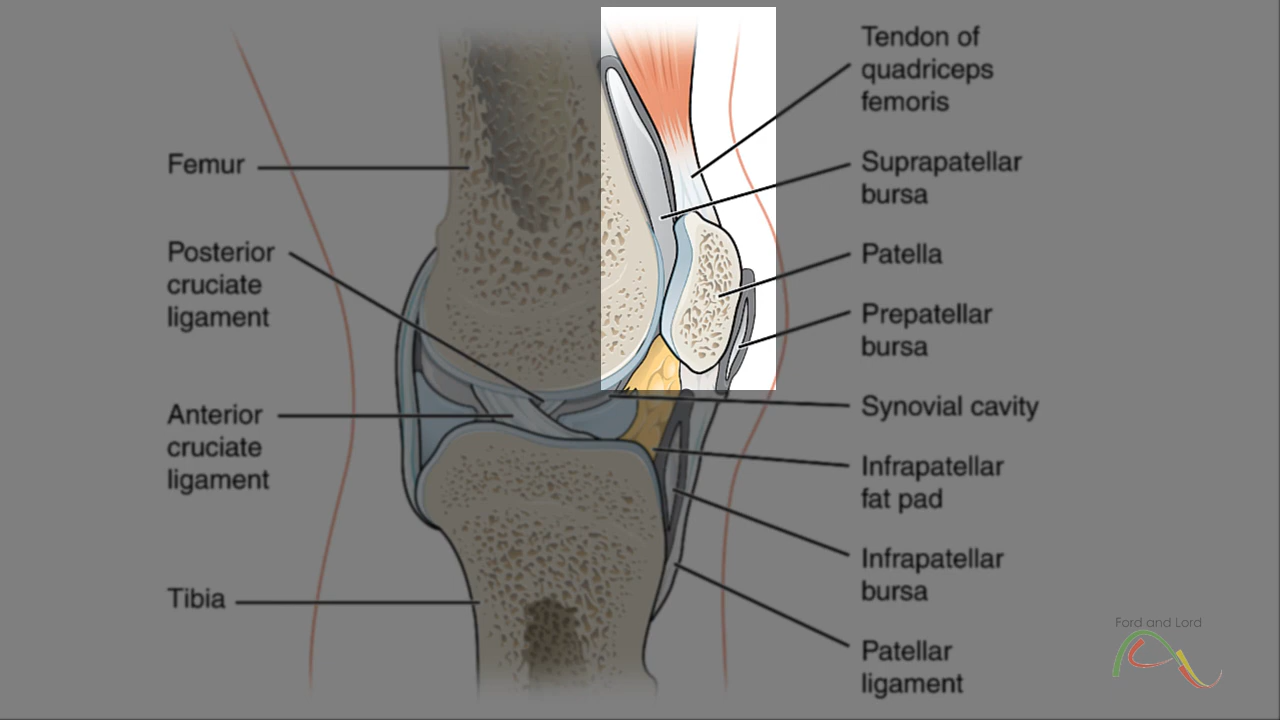 Femur
Posterior
cruciate
ligament
Anterior
cruciate
ligament
Tibia
Tendon of
quadriceps
femoris
Suprapatellar
bursa
Patella
Prepatellar
bursa
Synovial cavity
Infrapatellar
fat pad
Infrapatellar
bursa
Patellar
ligament
Ford and Lord